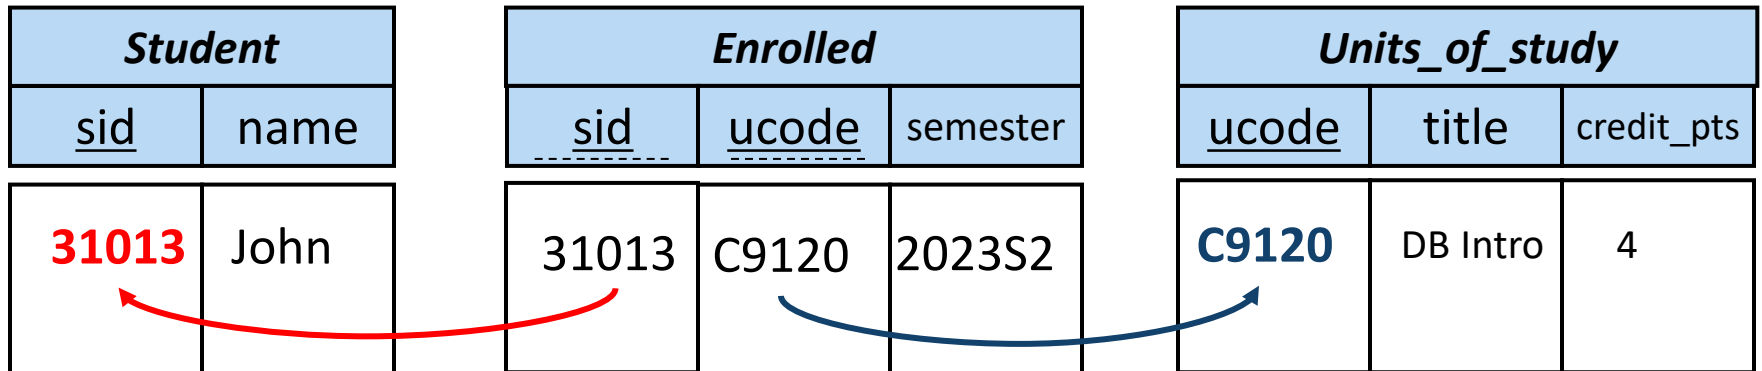 Student Enrolled Units_of_study
sid name sid ucode semester ucode title credit_pts
31013 John 31013 C9120 2023S2 C9120 DB Intro 4